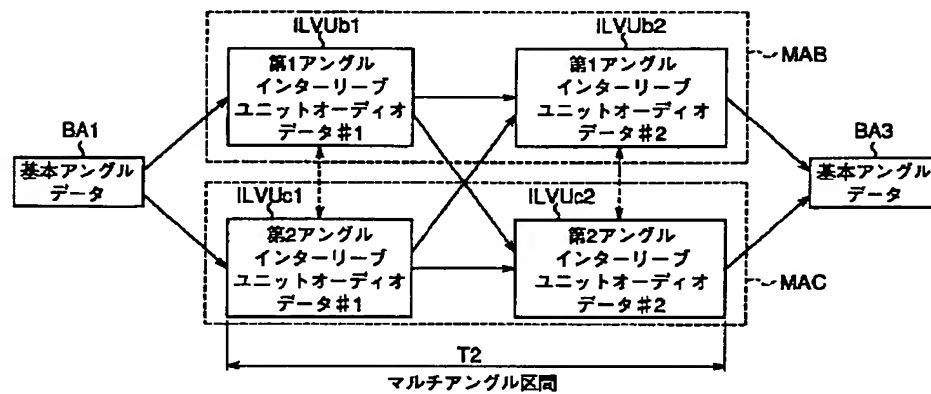 ILVUb1
ILVUb2
第1アングル
インターリーブ
ユニットオーディオ
データ#1
第1アングル
インターリーブ
ユニットオーディオ
データ#2
MAB
BA1
基本アングル
データ
BA3
基本アングル
データ
ILVUc1
ILVUc2
第2アングル
インターリーブ
ユニットオーディオ
データ#1
第2アングル
インターリーブ
ユニットオーディオ
データ#2
MAC
T2
マルチアングル区間